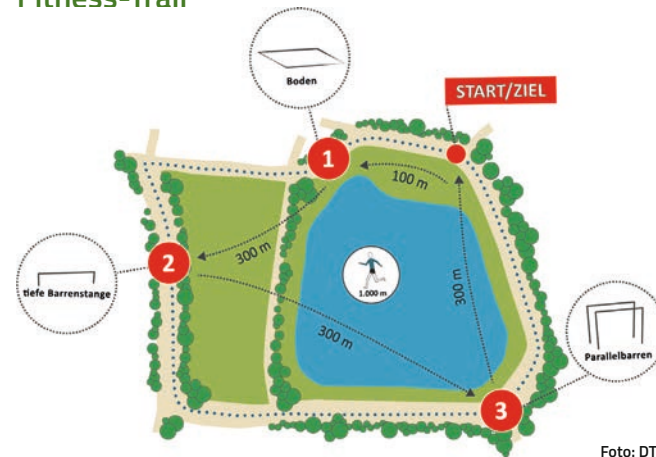 Fitness-Trail
Boden
START/ZIEL
1
100 m
300 m
2
tiefe Barrenstange
1.000 m
300 m
300 m
Parallelbarren
3
Foto: DT